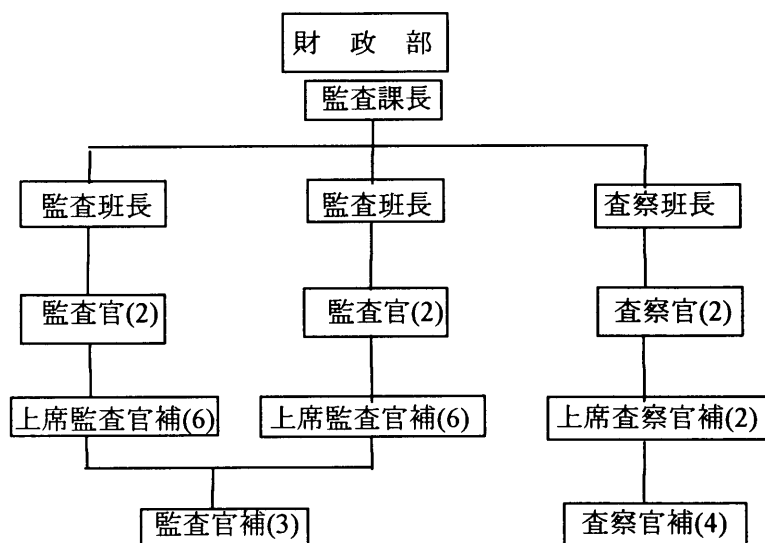 財 政 部
監査課長
監査班長 監査班長 査察班長
監査官(2) 監査官(2) 査察官(2)
上席監査官補(6) 上席監査官補(6) 上席査察官補(2)
監査官補(3) 査察官補(4)